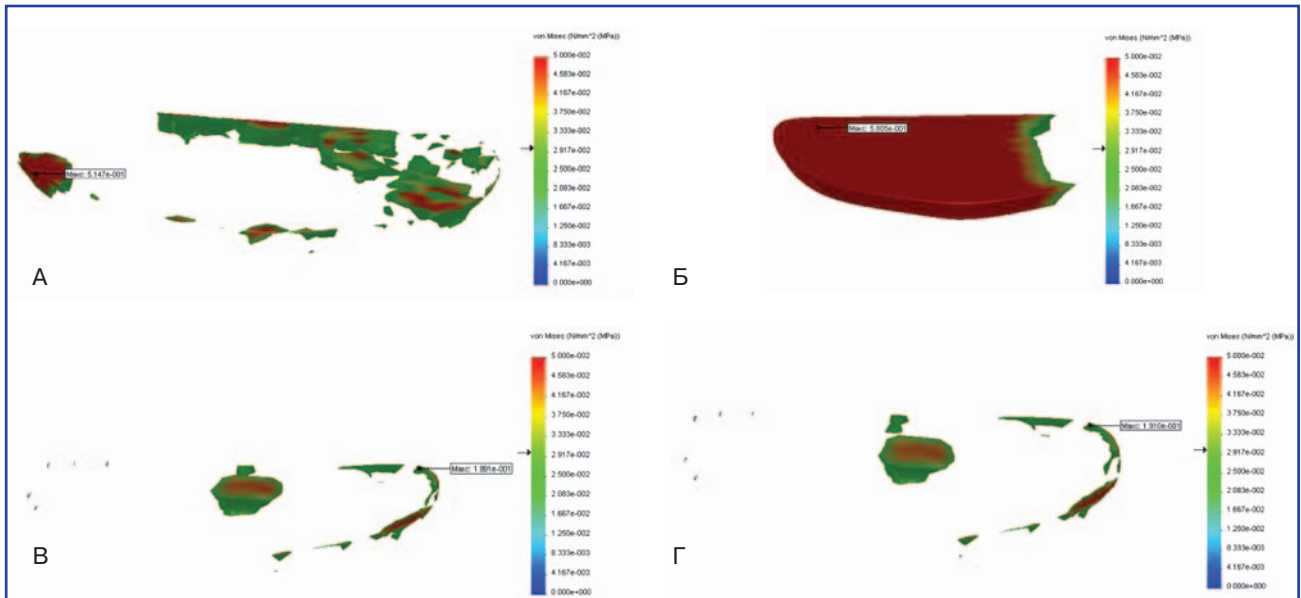 von Mises (N/mm^2 (MPa))
5.000e-002
4.583e-002
4.167e-002
3.750e-002
3.333e-002
2.917e-002
2.500e-002
2.083e-002
1.667e-002
1.250e-002
8.333e-003
4.167e-003
0.000e+000
Макс: 5.147e-001
А
von Mises (N/mm^2 (MPa))
5.000e-002
4.583e-002
4.167e-002
3.750e-002
3.333e-002
2.917e-002
2.500e-002
2.083e-002
1.667e-002
1.250e-002
8.333e-003
4.167e-003
0.000e+000
Макс: 5.805e-001
Б
von Mises (N/mm^2 (MPa))
5.000e-002
4.583e-002
4.167e-002
3.750e-002
3.333e-002
2.917e-002
2.500e-002
2.083e-002
1.667e-002
1.250e-002
8.333e-003
4.167e-003
0.000e+000
Макс: 1.891e-001
В
von Mises (N/mm^2 (MPa))
5.000e-002
4.583e-002
4.167e-002
3.750e-002
3.333e-002
2.917e-002
2.500e-002
2.083e-002
1.667e-002
1.250e-002
8.333e-003
4.167e-003
0.000e+000
Макс: 1.910e-001
Г